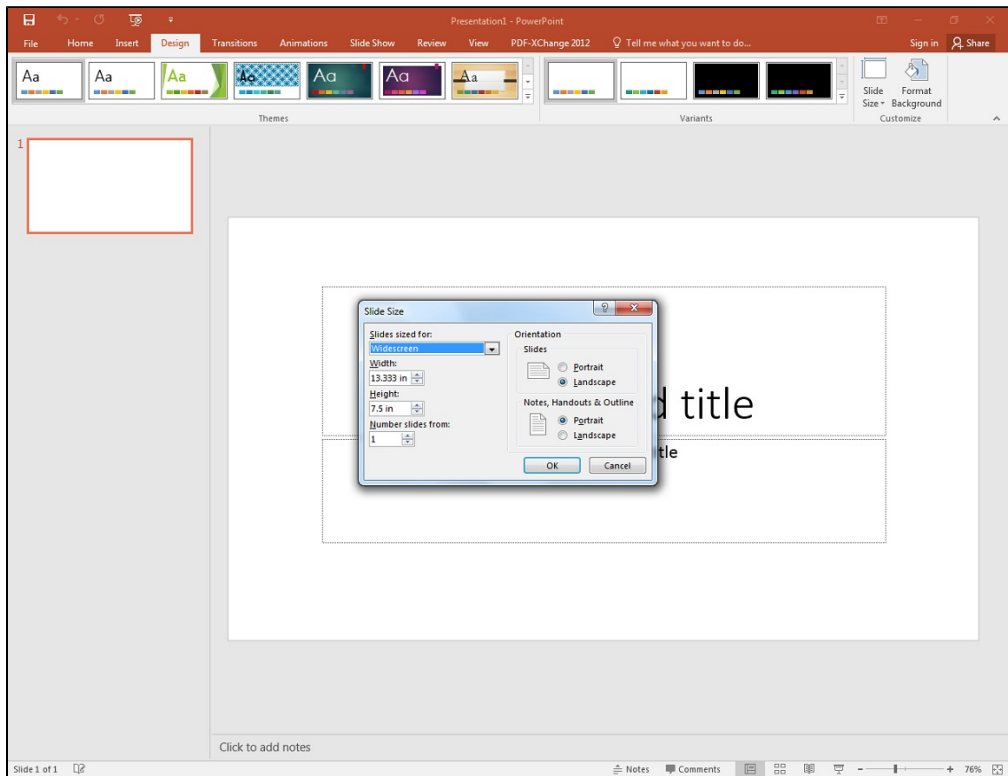 Presentation1 - PowerPoint
File Home Insert Design Transitions Animations Slide Show Review View PDF-XChange 2012 Tell me what you want to do... Sign in Share
Aa Aa Aa Aa Aa Aa Aa
Slide Size Format Background
Themes Variants Customize
1
Slide Size
Slides sized for:
Widescreen
Width:
13.333 in
Height:
7.5 in
Number slides from:
1
Orientation
Slides
Portrait
Landscape
Notes, Handouts & Outline
Portrait
Landscape
OK Cancel
title
tle
Click to add notes
Slide 1 of 1 Notes Comments 76%